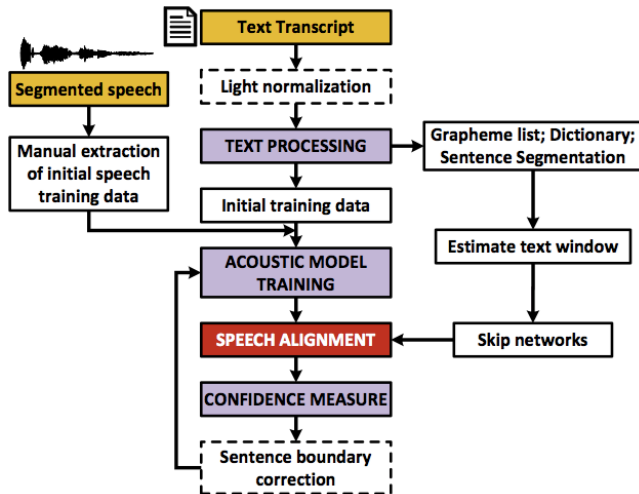 Text Transcript
Light normalization
Segmented speech
TEXT PROCESSING
Grapheme list; Dictionary;
Sentence Segmentation
Manual extraction
of initial speech
training data
Initial training data
Estimate text window
ACOUSTIC MODEL
TRAINING
SPEECH ALIGNMENT
Skip networks
CONFIDENCE MEASURE
Sentence boundary
correction